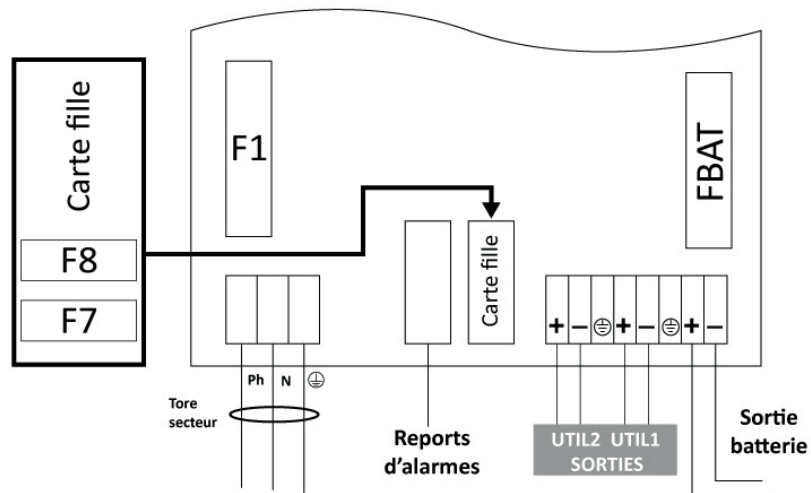 Carte fille
F8
F7
F1
FBAT
Carte fille
+ − + − + −
Ph N
Tore
secteur
Reports
d'alarmes
UTIL2 UTIL1
SORTIES
Sortie
batterie